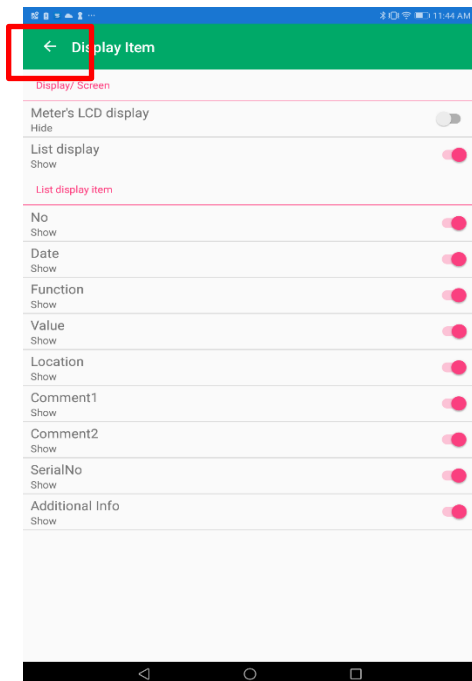 11:44 AM
Display Item
Display/ Screen
Meter's LCD display
Hide
List display
Show
List display item
No
Show
Date
Show
Function
Show
Value
Show
Location
Show
Comment1
Show
Comment2
Show
SerialNo
Show
Additional Info
Show